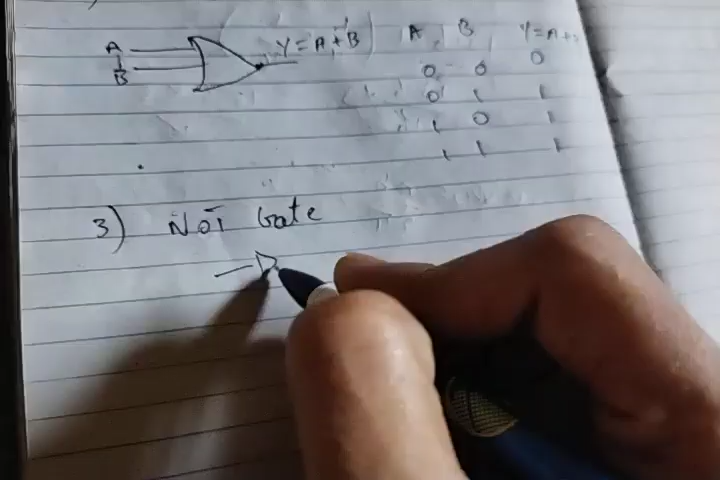 A B Y = A + B
A B Y = A +
0 0 0
0 1 1
1 0 1
1 1 1
3) NOT Gate